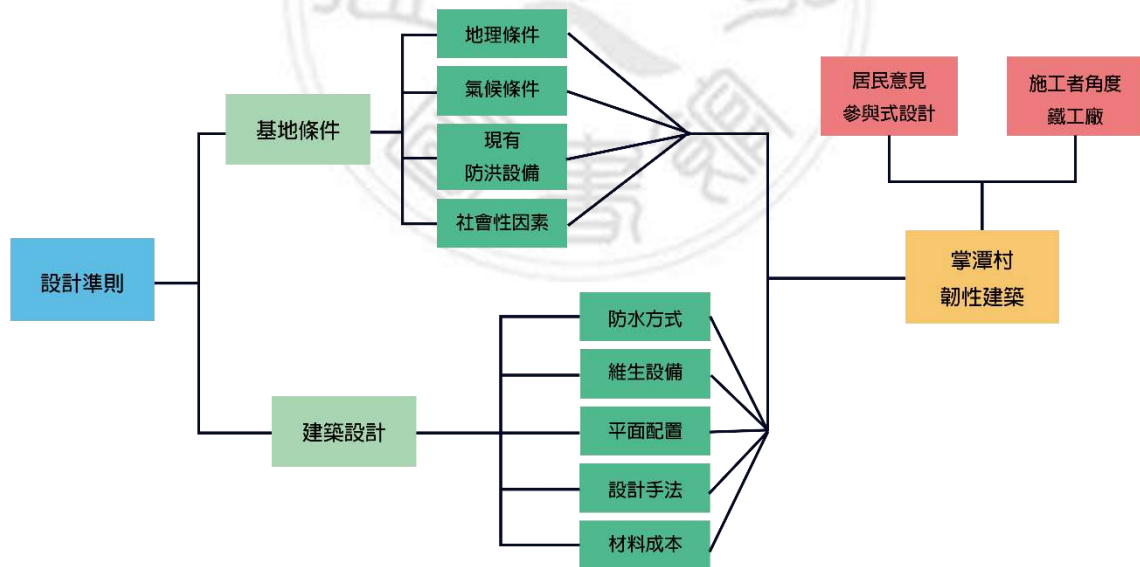 設計準則
基地條件
地理條件
氣候條件
現有
防洪設備
社會性因素
建築設計
防水方式
維生設備
平面配置
設計手法
材料成本
居民意見
參與式設計
施工者角度
鐵工廠
掌潭村
韌性建築